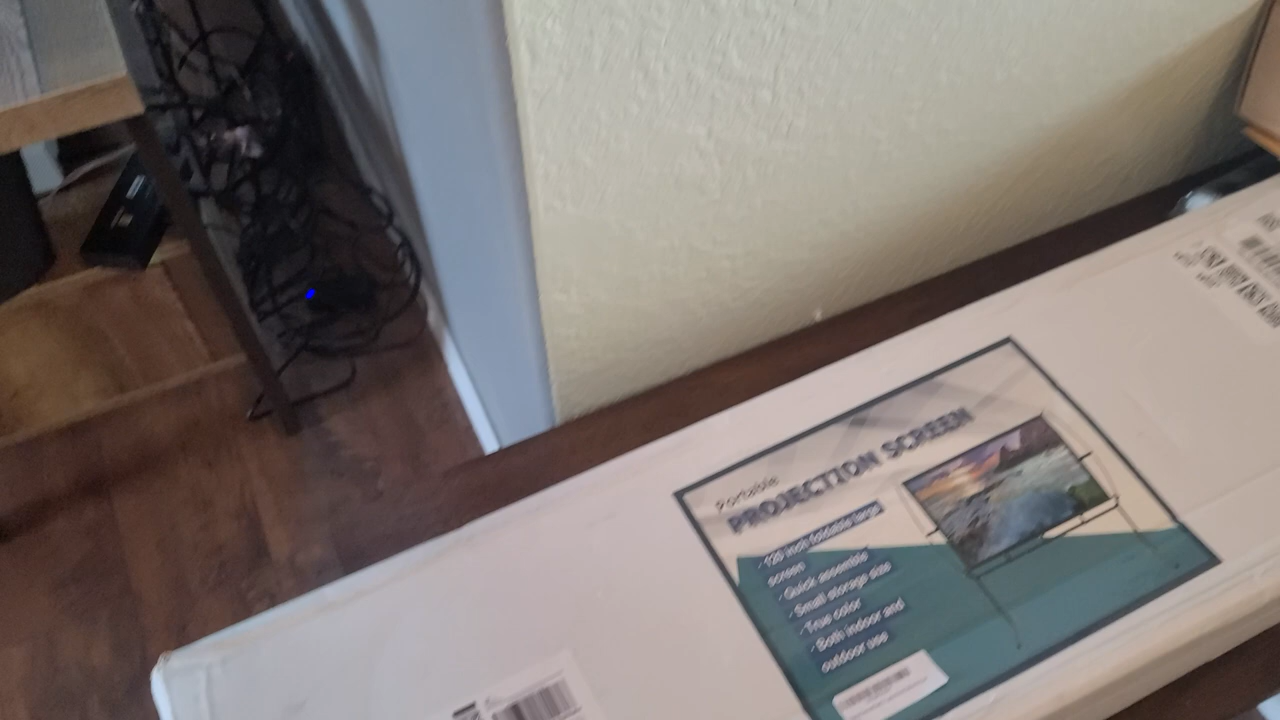 Portable
PROJECTION SCREEN
· 120 inch foldable large
screen
· Quick assemble
· Small storage size
· True color
· Both indoor and
outdoor use